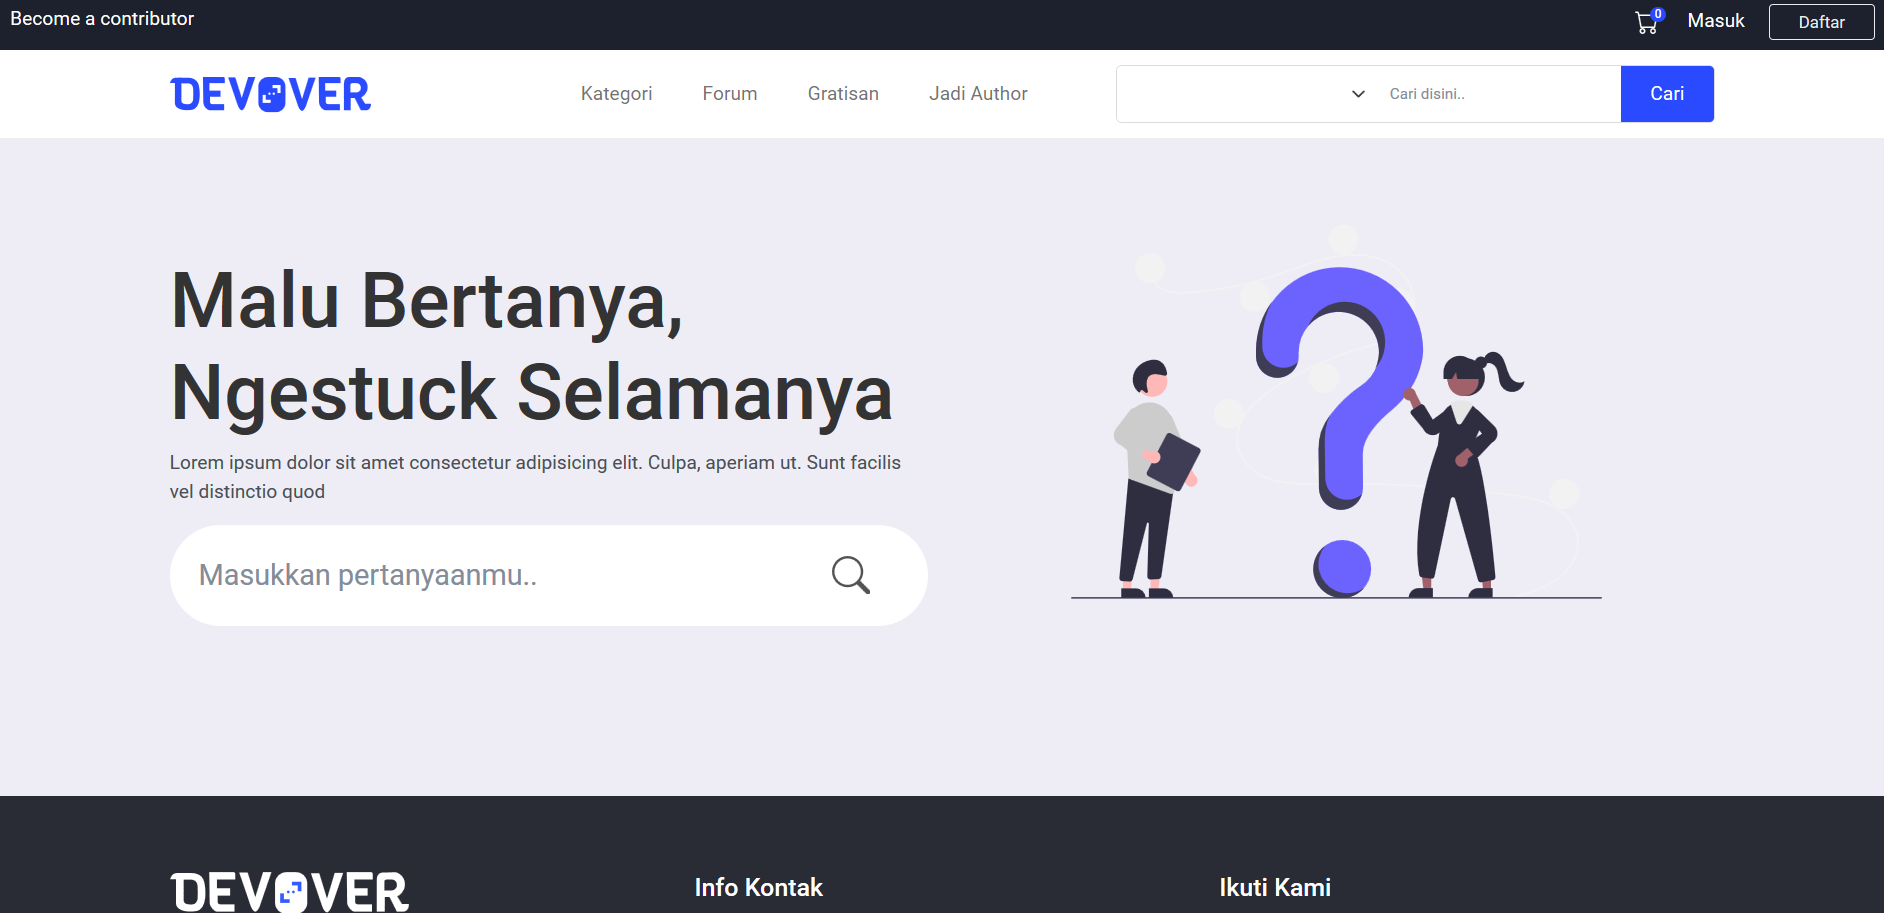 Become a contributor
0
Masuk
Daftar
DEVOVER
Kategori
Forum
Gratisan
Jadi Author
Cari disini..
Cari
Malu Bertanya,
Ngestuck Selamanya
Lorem ipsum dolor sit amet consectetur adipisicing elit. Culpa, aperiam ut. Sunt facilis
vel distinctio quod
Masukkan pertanyaanmu..
DEVOVER
Info Kontak
Ikuti Kami